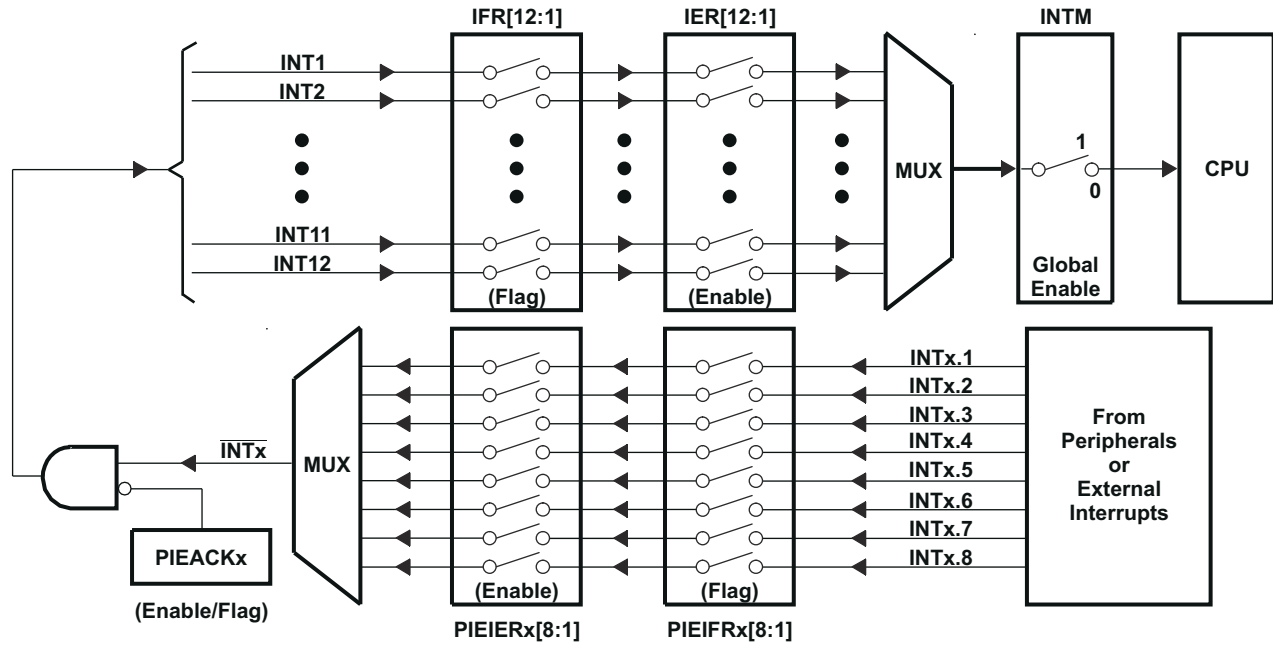 IFR[12:1]
IER[12:1]
INTM
INT1
INT2
1
MUX
CPU
0
INT11
INT12
Global
Enable
(Flag)
(Enable)
INTx.1
INTx.2
INTx.3
INTx.4
INTx.5
INTx.6
INTx.7
INTx.8
From
Peripherals
or
External
Interrupts
INTx
MUX
PIEACKx
(Enable/Flag)
(Enable)
(Flag)
PIEIERx[8:1]
PIEIFRx[8:1]